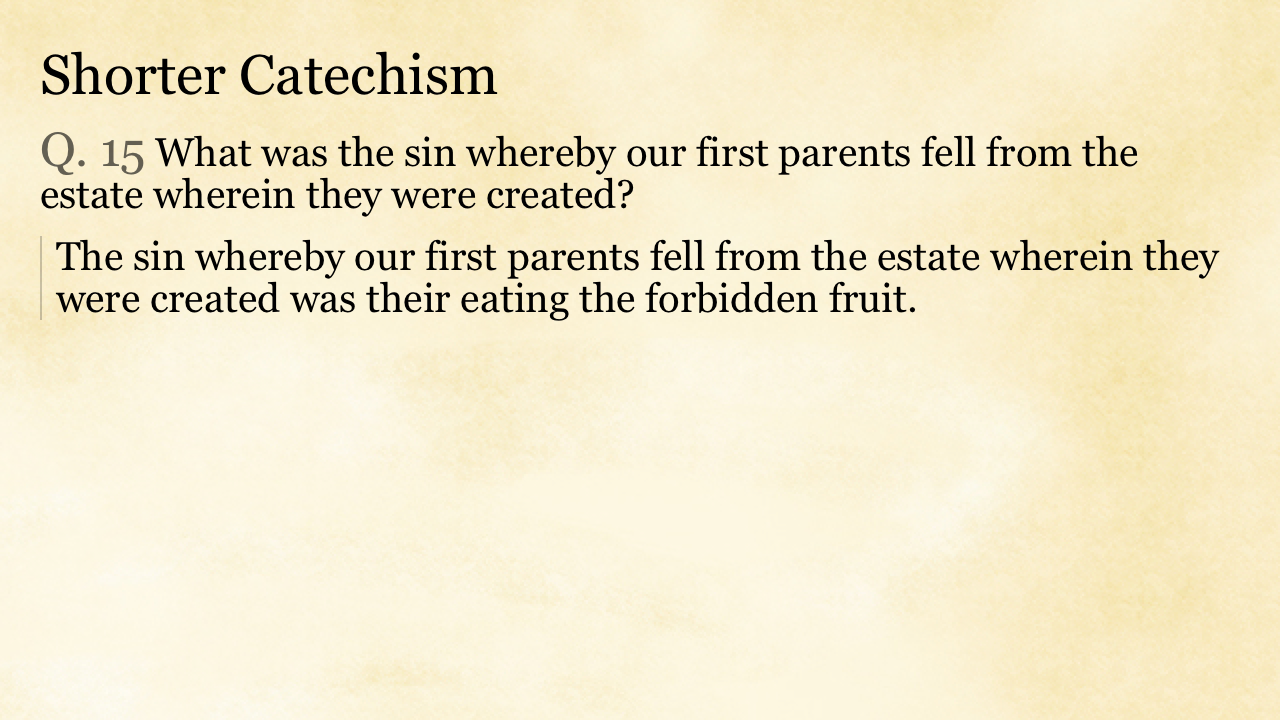 Shorter Catechism
Q. 15 What was the sin whereby our first parents fell from the
estate wherein they were created?
The sin whereby our first parents fell from the estate wherein they
were created was their eating the forbidden fruit.